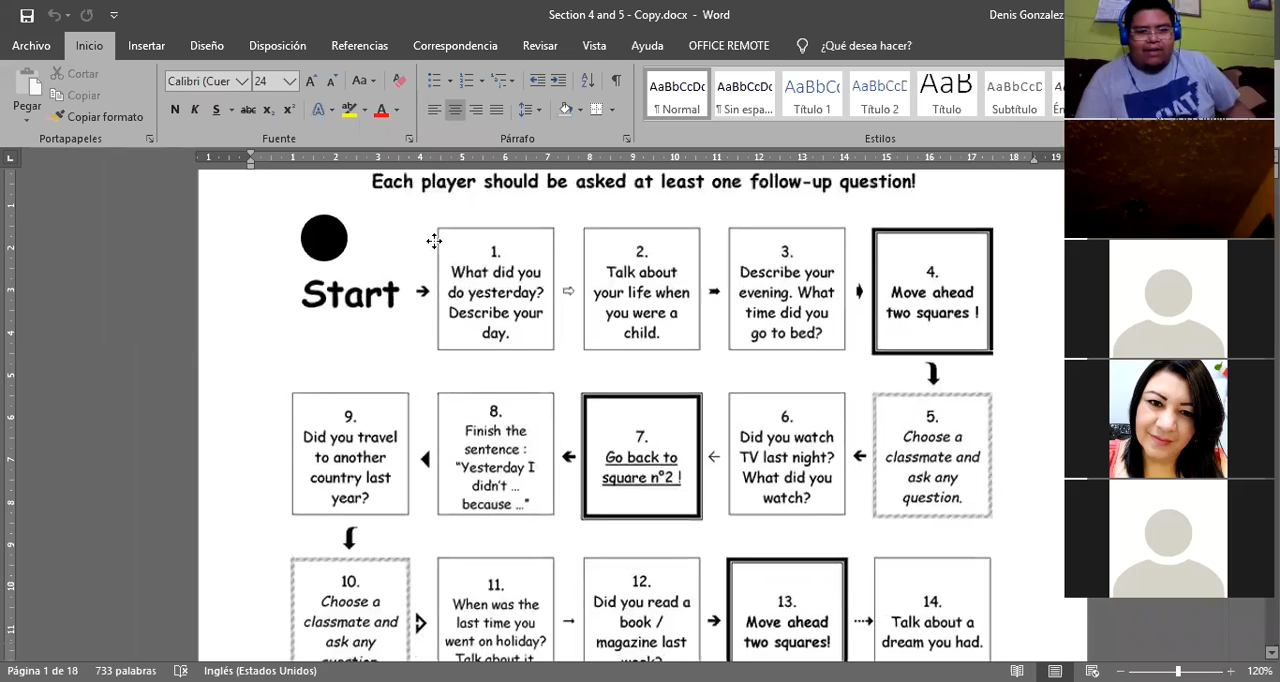 Section 4 and 5 - Copy.docx - Word
Denis Gonzalez
Archivo Inicio Insertar Diseño Disposición Referencias Correspondencia Revisar Vista Ayuda OFFICE REMOTE ¿Qué desea hacer?
Pegar
Cortar
Copiar
Copiar formato
Portapapeles
Calibri (Cuer 24
Fuente
Párrafo
AaBbCcDc AaBbCcDc AaBbCc AaBbCcD AaB AaBbCcD
¶ Normal ¶ Sin espa... Título 1 Título 2 Título Subtítulo
Estilos
Each player should be asked at least one follow-up question!
Start
1.
What did you
do yesterday?
Describe your
day.
2.
Talk about
your life when
you were a
child.
3.
Describe your
evening. What
time did you
go to bed?
4.
Move ahead
two squares !
5.
Choose a
classmate and
ask any
question.
6.
Did you watch
TV last night?
What did you
watch?
7.
Go back to
square n°2 !
8.
Finish the
sentence :
"Yesterday I
didn't ...
because ..."
9.
Did you travel
to another
country last
year?
10.
Choose a
classmate and
ask any
question.
11.
When was the
last time you
went on holiday?
Talk about it.
12.
Did you read a
book /
magazine last
week?
13.
Move ahead
two squares!
14.
Talk about a
dream you had.
Página 1 de 18 733 palabras Inglés (Estados Unidos) 120%